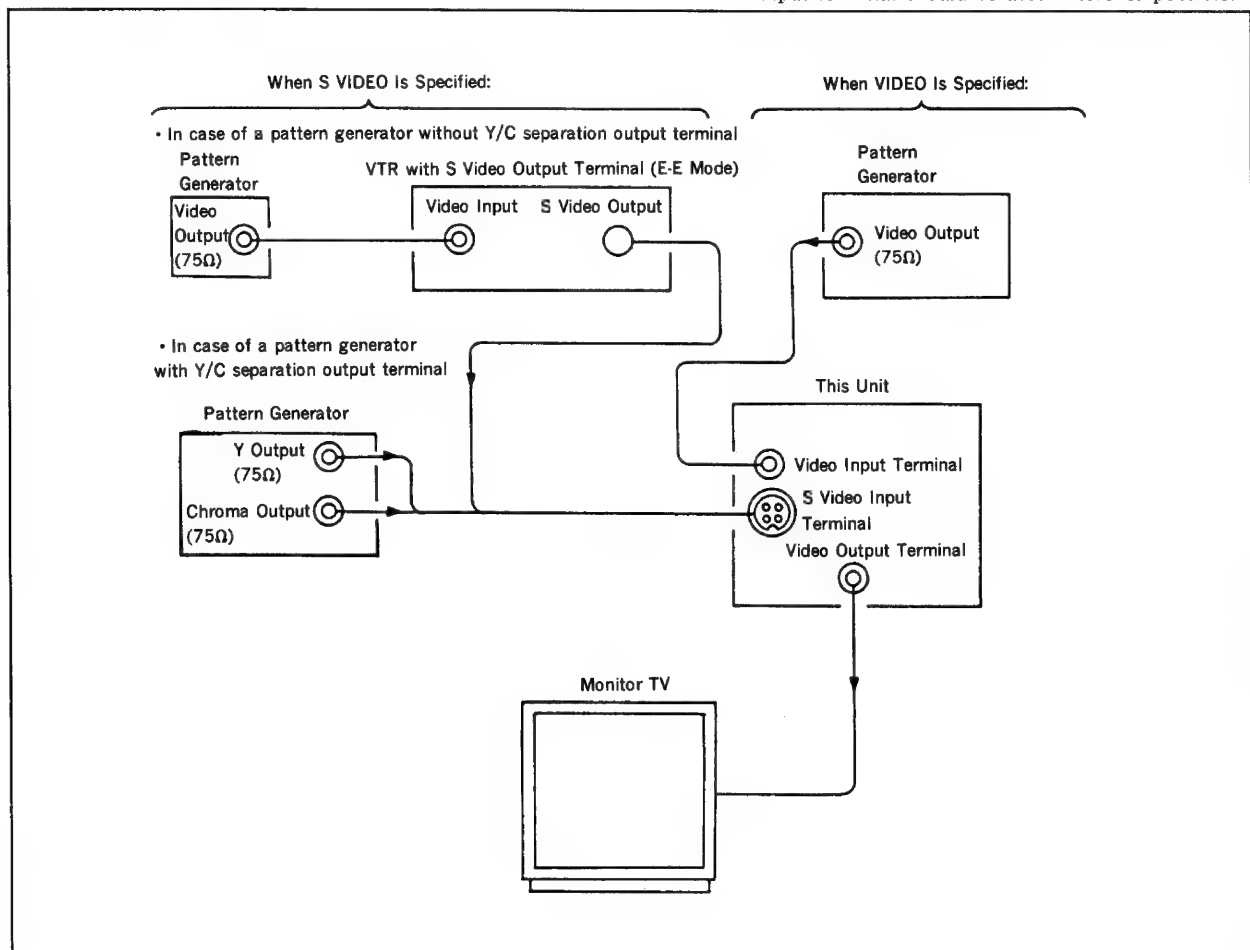 When S VIDEO Is Specified:
When VIDEO Is Specified:
• In case of a pattern generator without Y/C separation output terminal
Pattern
Generator
VTR with S Video Output Terminal (E-E Mode)
Video
Output
(75Ω)
Video Input
S Video Output
Pattern
Generator
Video Output
(75Ω)
• In case of a pattern generator
with Y/C separation output terminal
Pattern Generator
Y Output
(75Ω)
Chroma Output
(75Ω)
This Unit
Video Input Terminal
S Video Input
Terminal
Video Output Terminal
Monitor TV